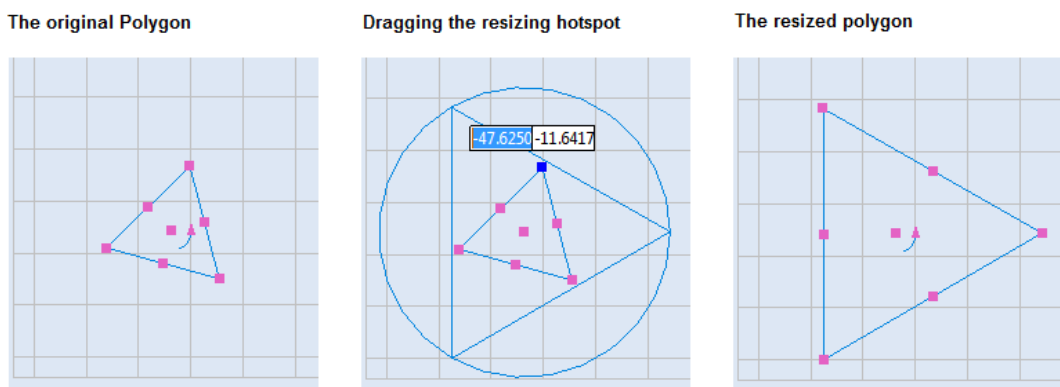 The original Polygon
Dragging the resizing hotspot
The resized polygon
-47.6250 -11.6417